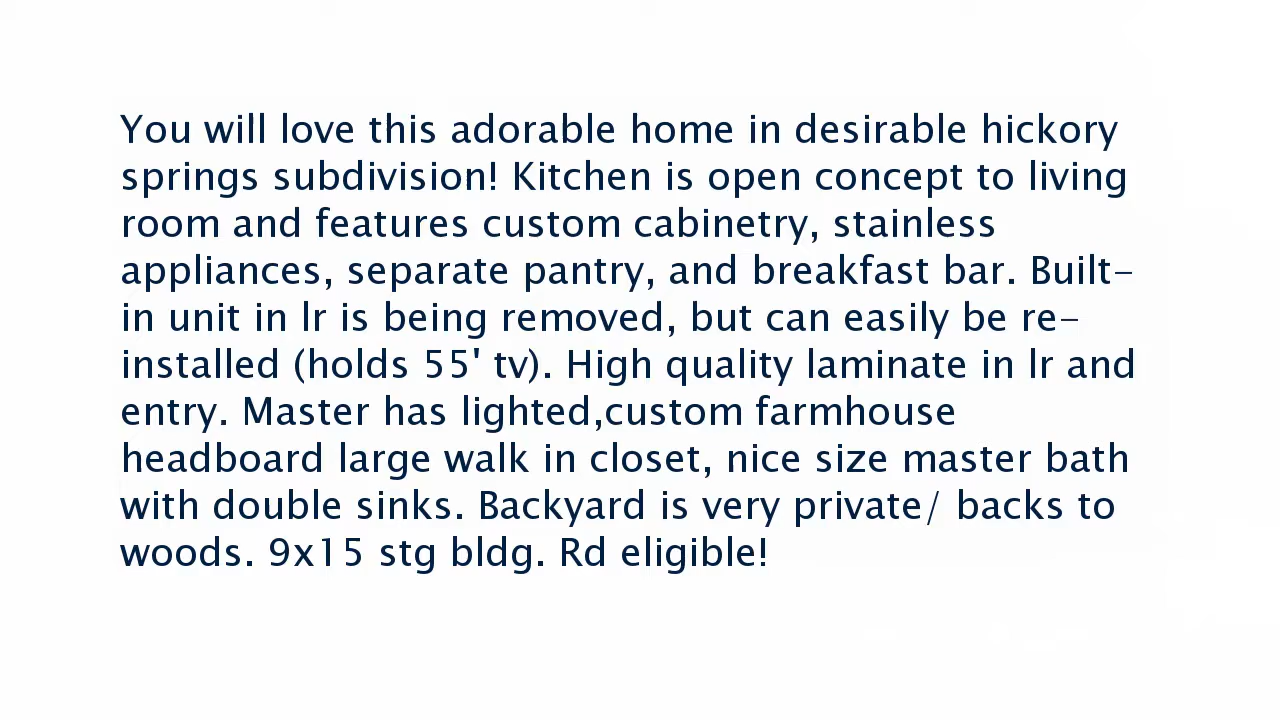 You will love this adorable home in desirable hickory
springs subdivision! Kitchen is open concept to living
room and features custom cabinetry, stainless
appliances, separate pantry, and breakfast bar. Built-
in unit in lr is being removed, but can easily be re-
installed (holds 55' tv). High quality laminate in lr and
entry. Master has lighted,custom farmhouse
headboard large walk in closet, nice size master bath
with double sinks. Backyard is very private/ backs to
woods. 9x15 stg bldg. Rd eligible!